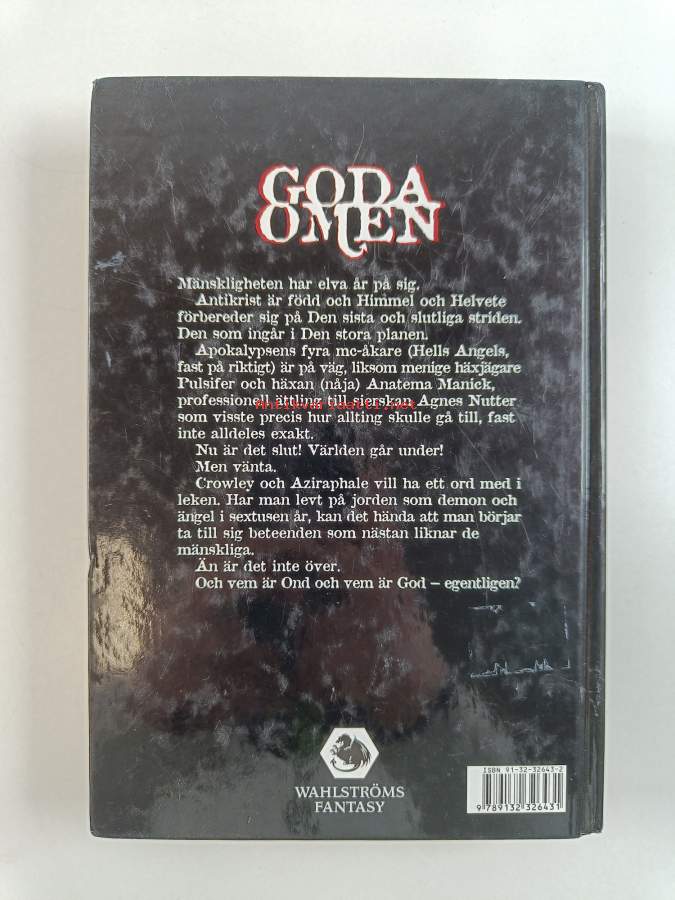 GODA
OMEN
Mänskligheten har elva år på sig.
Antikrist är född och Himmel och Helvete
förbereder sig på Den sista och slutliga striden.
Den som ingår i Den stora planen.
Apokalypsens fyra mc-åkare (Hells Angels,
fast på riktigt) är på väg, liksom menige häxjägare
Pulsifer och häxan (nåja) Anatema Manick,
professionell ättling till sierskan Agnes Nutter
Antikvariaatti.net
som visste precis hur allting skulle gå till, fast
inte alldeles exakt.
Nu är det slut! Världen går under!
Men vänta.
Crowley och Aziraphale vill ha ett ord med i
leken. Har man levt på jorden som demon och
ängel i sextusen år, kan det hända att man börjar
ta till sig beteenden som nästan liknar de
mänskliga.
Än är det inte över.
Och vem är Ond och vem är God – egentligen?
WAHLSTRÖMS
FANTASY
ISBN 91-32-32643-2
9 789132 326431